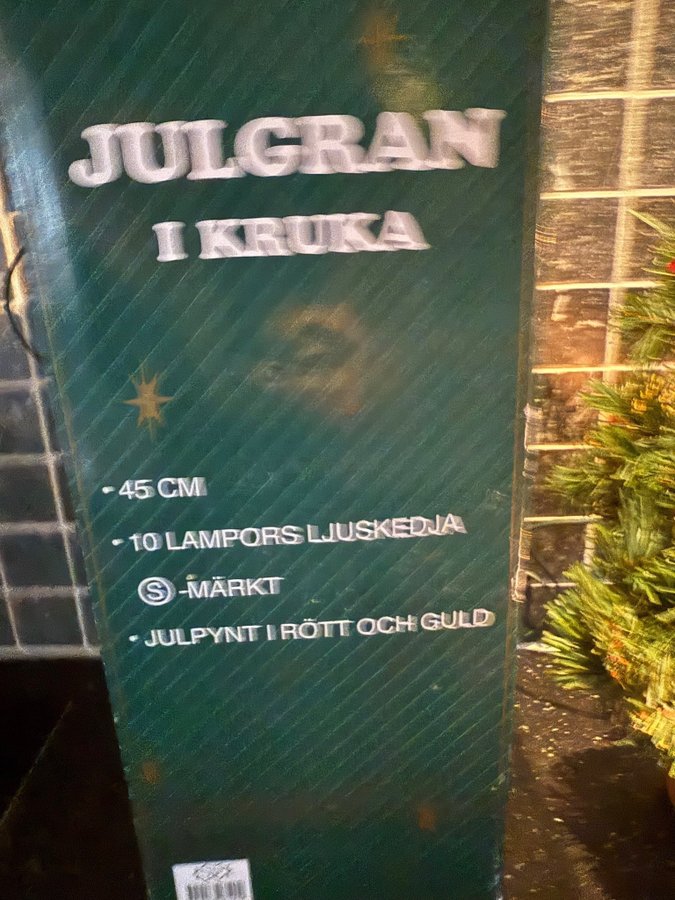 JULGRAN
I KRUKA
• 45 CM
• 10 LAMPORS LJUSKEDJA
Ⓢ-MÄRKT
• JULPYNT I RÖTT OCH GULD